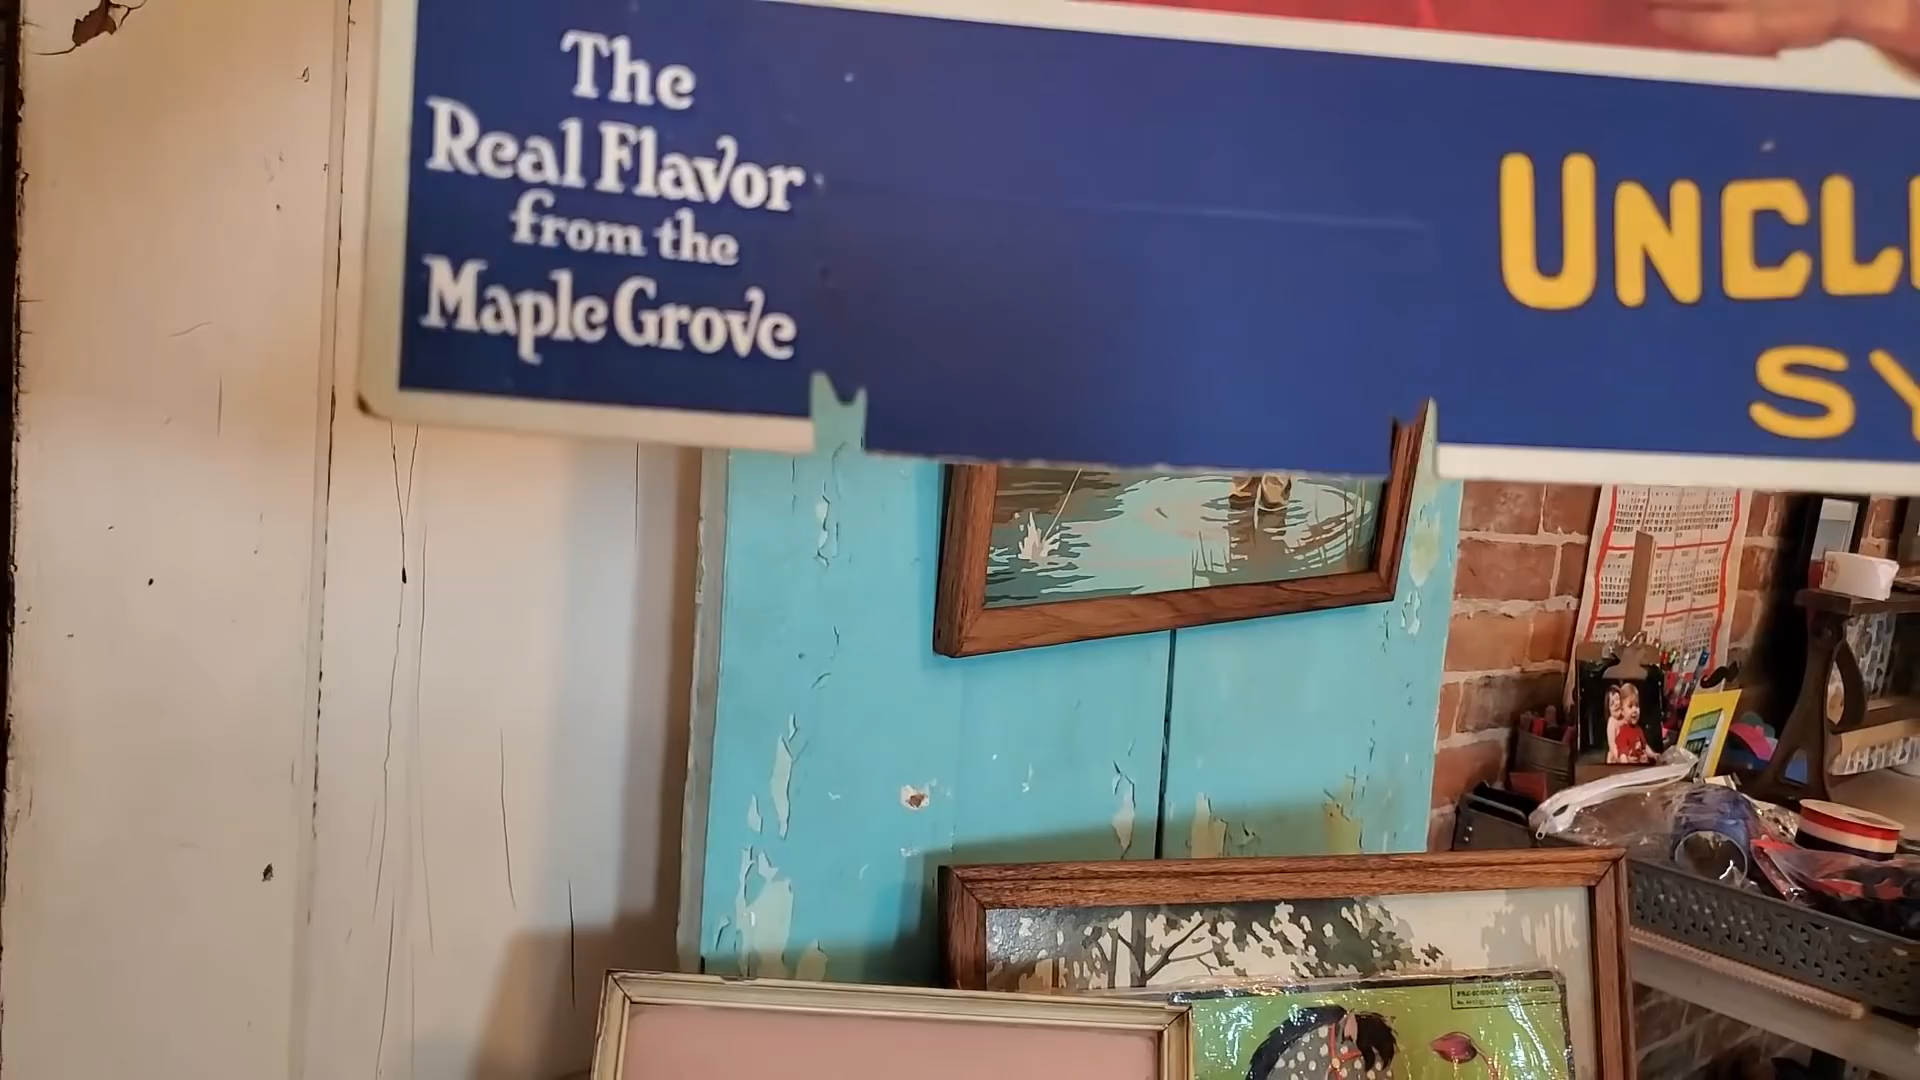 The
Real Flavor
from the
Maple Grove
UNCL
SY